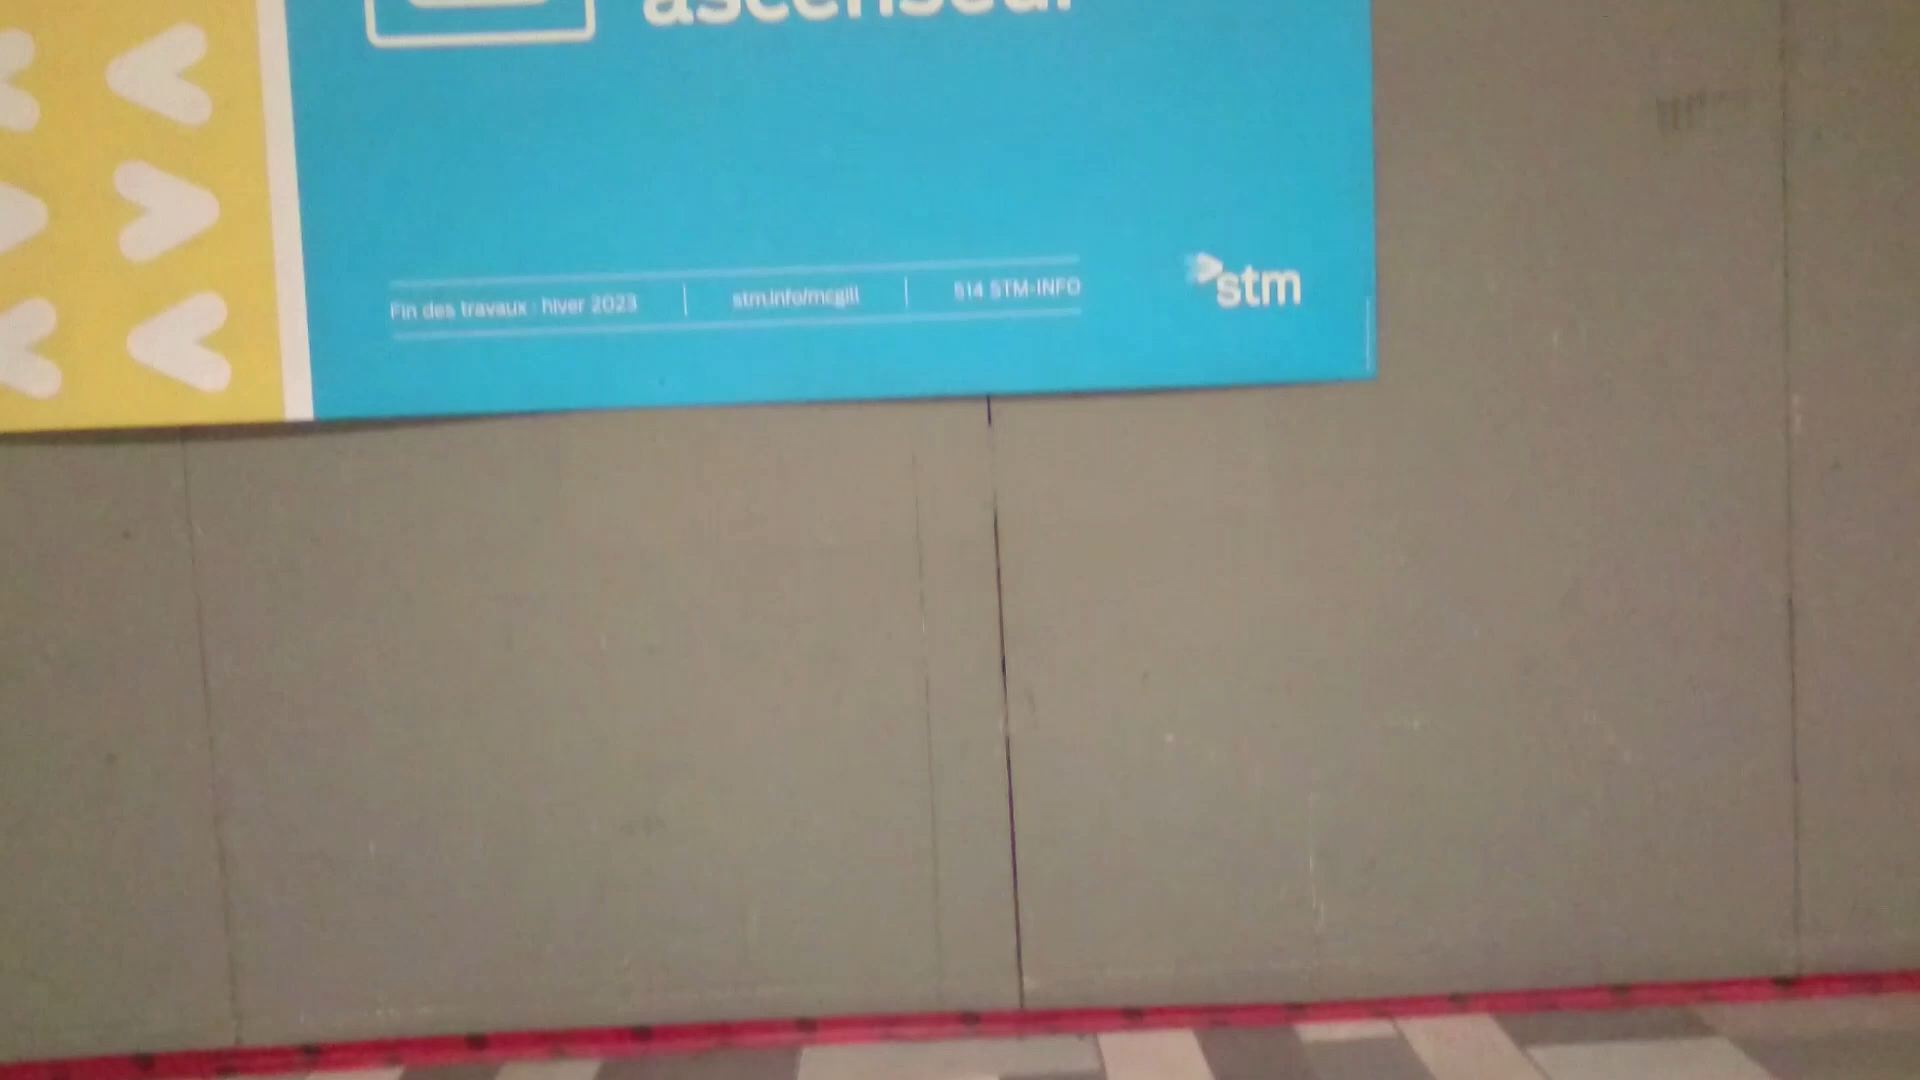 ascenseur
Fin des travaux : hiver 2023
stm.info/mcgill
514 STM-INFO
stm